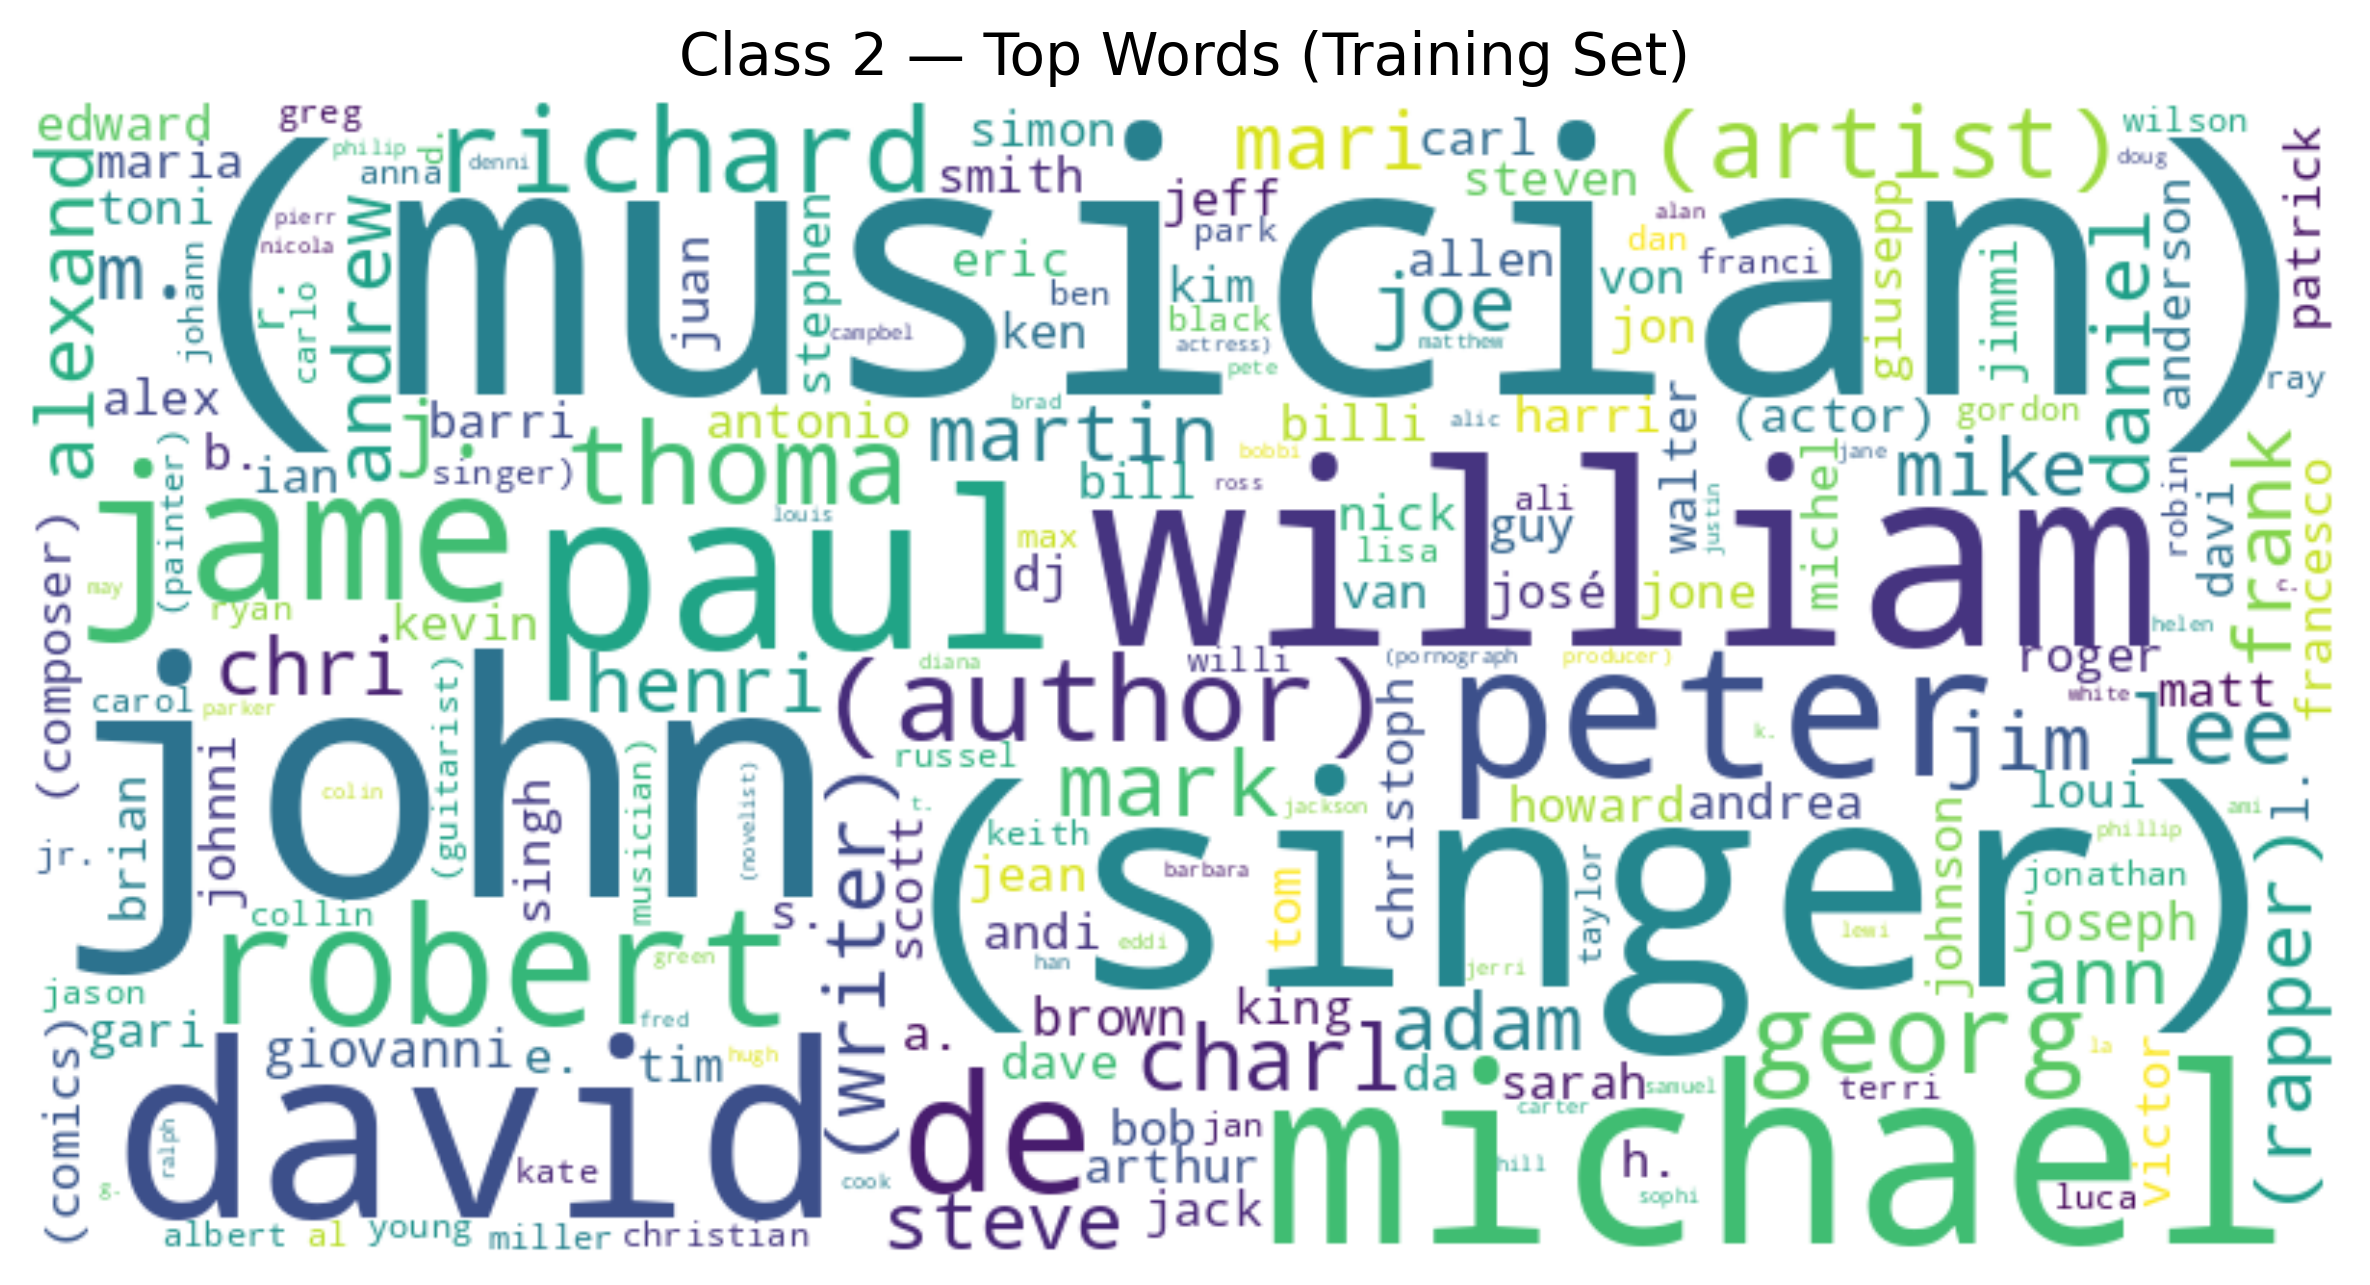 Class 2 — Top Words (Training Set)
edward
greg
richard
simon
mari
carl
(artist)
wilson
maria
philip
d.
anna
denni
smith
jeff
steven
doug
patrick
alexand
toni
pierr
nicola
andrew
(musician)
juan
stephen
eric
park
alan
dan
giusepp
daniel
anderson
m.
johann
r.
carlo
campbel
ben
ken
kim
black
actress)
pete
allen
joe
matthew
von
franci
jon
jimmi
ray
alex
b.
ian
j.
barri
singer)
antonio
brad
martin
billi
bobbi
alic
harri
(actor)
gordon
walter
michel
jane
mike
robin
davi
frank
francesco
(composer)
(painter)
jame
thoma
louis
paul
bill
ross
max
dj
william
nick
lisa
ali
guy
van
josé
jone
justin
c.
helen
may
ryan
kevin
chri
carol
parker
henri
diana
willi
(author)
(pornograph
producer)
christoph
peter
k.
roger
white
matt
jim
lee
john
colin
johnni
brian
jr.
(guitarist)
singh
musician)
(novelist)
russel
t.
mark
jackson
howard
andrea
loui
l.
ami
phillip
(writer)
scott
keith
jean
barbara
(singer)
tom
andi
eddi
han
taylor
lewi
johnson
jonathan
joseph
jerri
ann
(rapper)
collin
s.
robert
green
jason
gari
fred
giovanni
e.
tim
hugh
a.
brown
king
dave
charl
adam
da
georg
la
sarah
samuel
terri
victor
(comics)
david
ralph
g.
kate
cook
de
bob
jan
arthur
carter
michael
hill
h.
sophi
luca
albert
al
young
miller
christian
steve
jack